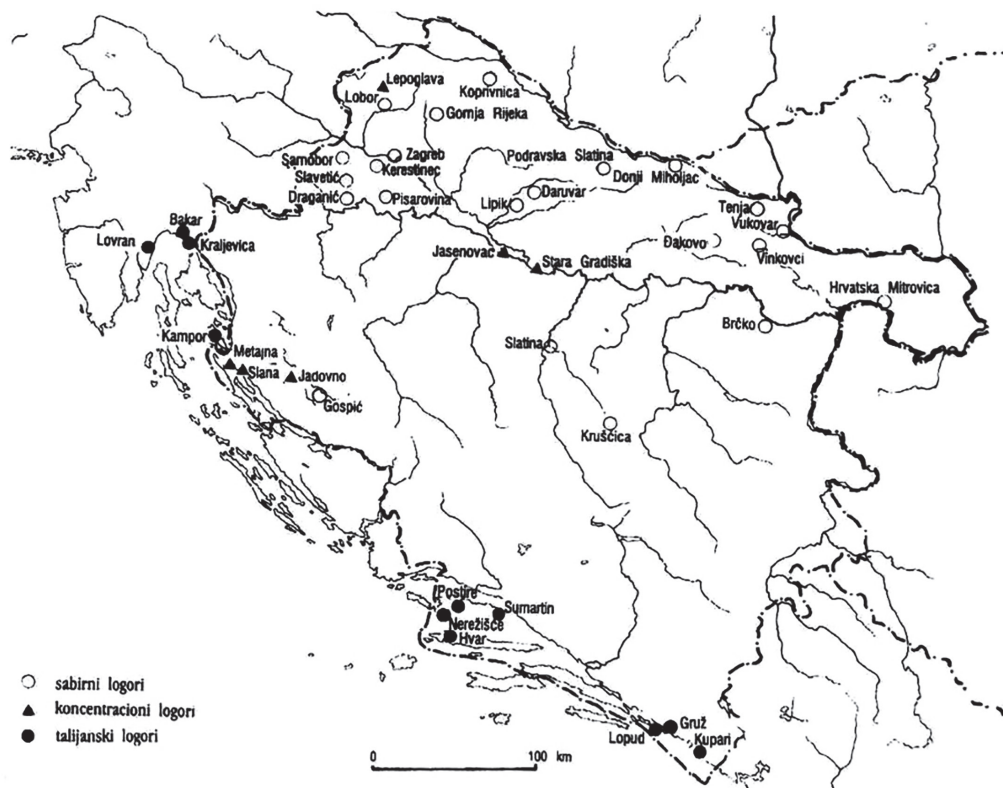 Lepoglava
Koprivnica
Lobor
Gornja Rijeka
Zagreb
Samobor
Kerestinec
Podravska Slatina
Slavetić
Donji Miholjac
Daruvar
Draganić
Pisarovina
Lipik
Tenja
Vukovar
Bakar
Đakovo
Lovran
Kraljevica
Jasenovac
Vinkovci
Stara Gradiška
Hrvatska Mitrovica
Brčko
Kampor
Slatina
Metajna
Slana
Jadovno
Gospić
Kruščica
Postire
Sumartin
Nerežišće
Hvar
sabirni logori
koncentracioni logori
talijanski logori
Gruž
Lopud
Kupari
0 100 km